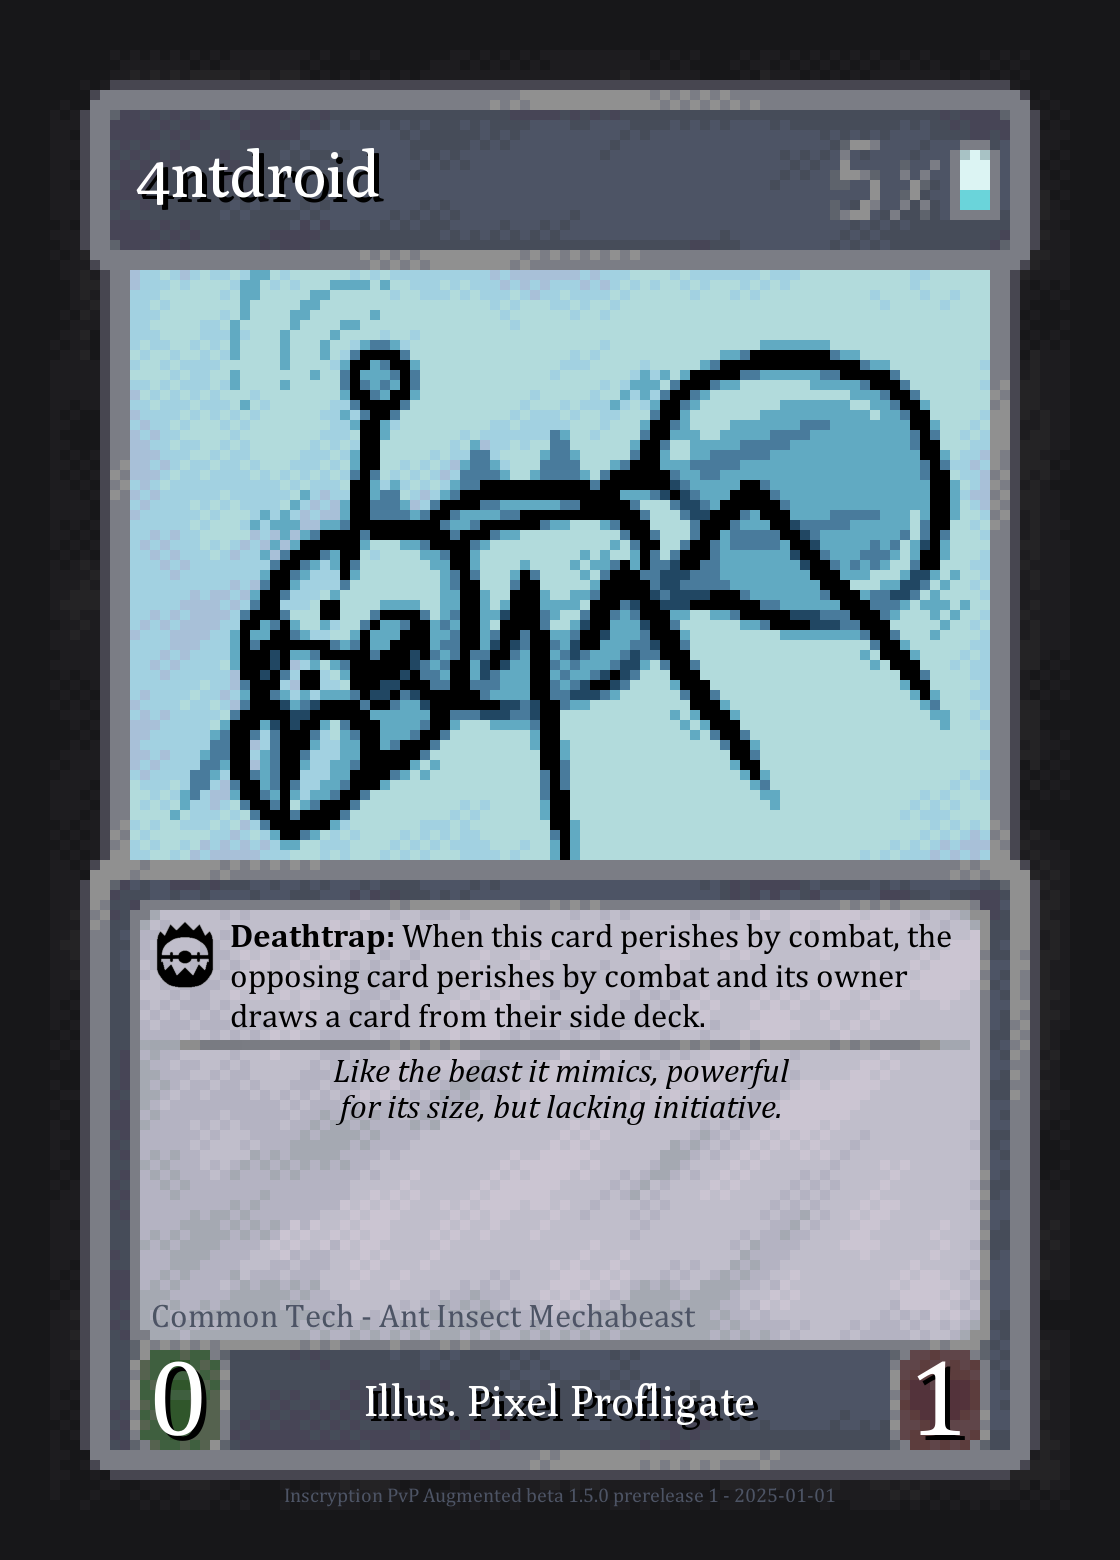 4ntdroid
5x
Deathtrap: When this card perishes by combat, the
opposing card perishes by combat and its owner
draws a card from their side deck.
Like the beast it mimics, powerful
for its size, but lacking initiative.
Common Tech - Ant Insect Mechabeast
0
Illus. Pixel Profligate
1
Inscryption PvP Augmented beta 1.5.0 prerelease 1 - 2025-01-01